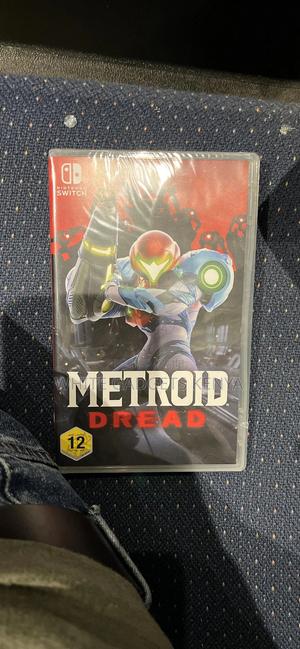 NINTENDO
SWITCH
METROID
DREAD
12